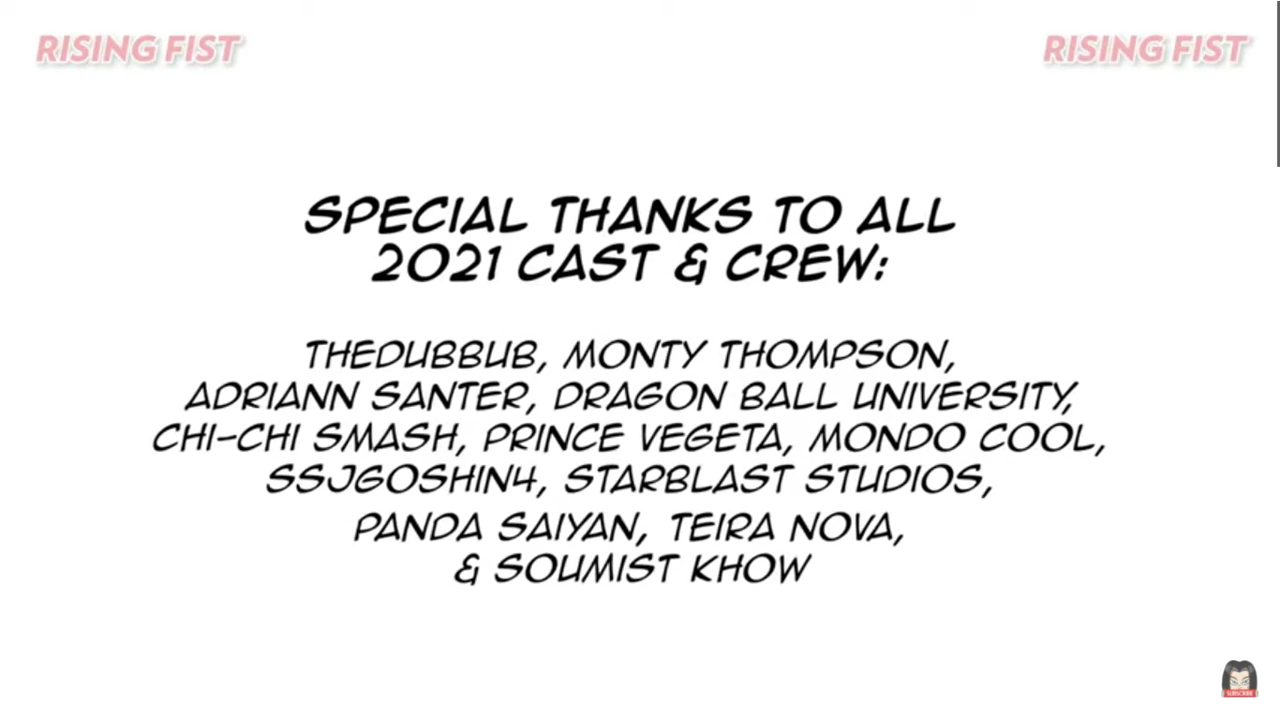 RISING FIST
RISING FIST
SPECIAL THANKS TO ALL
2021 CAST & CREW:
THEDUBBUB, MONTY THOMPSON,
ADRIANN SANTER, DRAGON BALL UNIVERSITY,
CHI-CHI SMASH, PRINCE VEGETA, MONDO COOL,
SSJGOSHIN4, STARBLAST STUDIOS,
PANDA SAIYAN, TEIRA NOVA,
& SOUMIST KHOW
SUBSCRIBE